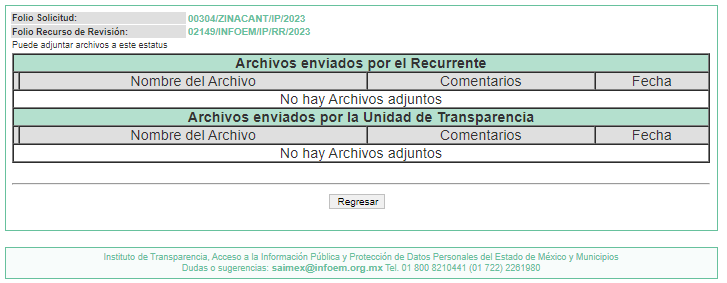 Folio Solicitud: 00304/ZINACANT/IP/2023
Folio Recurso de Revisión: 02149/INFOEM/IP/RR/2023
Puede adjuntar archivos a este estatus
Archivos enviados por el Recurrente
Nombre del Archivo Comentarios Fecha
No hay Archivos adjuntos
Archivos enviados por la Unidad de Transparencia
Nombre del Archivo Comentarios Fecha
No hay Archivos adjuntos
Regresar
Instituto de Transparencia, Acceso a la Información Pública y Protección de Datos Personales del Estado de México y Municipios
Dudas o sugerencias: saimex@infoem.org.mx Tel. 01 800 8210441 (01 722) 2261980